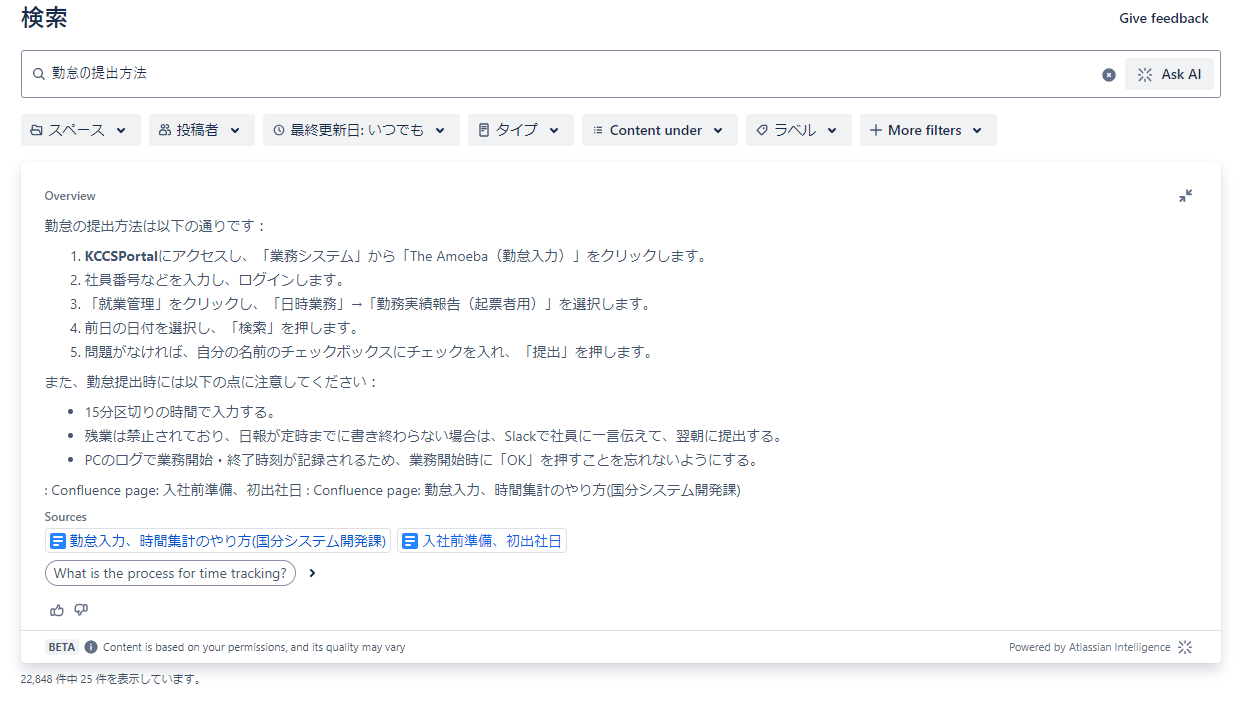 検索
Give feedback
勤怠の提出方法
Ask AI
スペース
投稿者
最終更新日: いつでも
タイプ
Content under
ラベル
More filters
Overview
勤怠の提出方法は以下の通りです：
1. KCCSPortalにアクセスし、「業務システム」から「The Amoeba（勤怠入力）」をクリックします。
2. 社員番号などを入力し、ログインします。
3. 「就業管理」をクリックし、「日時業務」→「勤務実績報告（起票者用）」を選択します。
4. 前日の日付を選択し、「検索」を押します。
5. 問題がなければ、自分の名前のチェックボックスにチェックを入れ、「提出」を押します。
また、勤怠提出時には以下の点に注意してください：
• 15分区切りの時間で入力する。
• 残業は禁止されており、日報が定時までに書き終わらない場合は、Slackで社員に一言伝えて、翌朝に提出する。
• PCのログで業務開始・終了時刻が記録されるため、業務開始時に「OK」を押すことを忘れないようにする。
: Confluence page: 入社前準備、初出社日 : Confluence page: 勤怠入力、時間集計のやり方(国分システム開発課)
Sources
勤怠入力、時間集計のやり方(国分システム開発課)
入社前準備、初出社日
What is the process for time tracking?
BETA
Content is based on your permissions, and its quality may vary
Powered by Atlassian Intelligence
22,848 件中 25 件を表示しています。